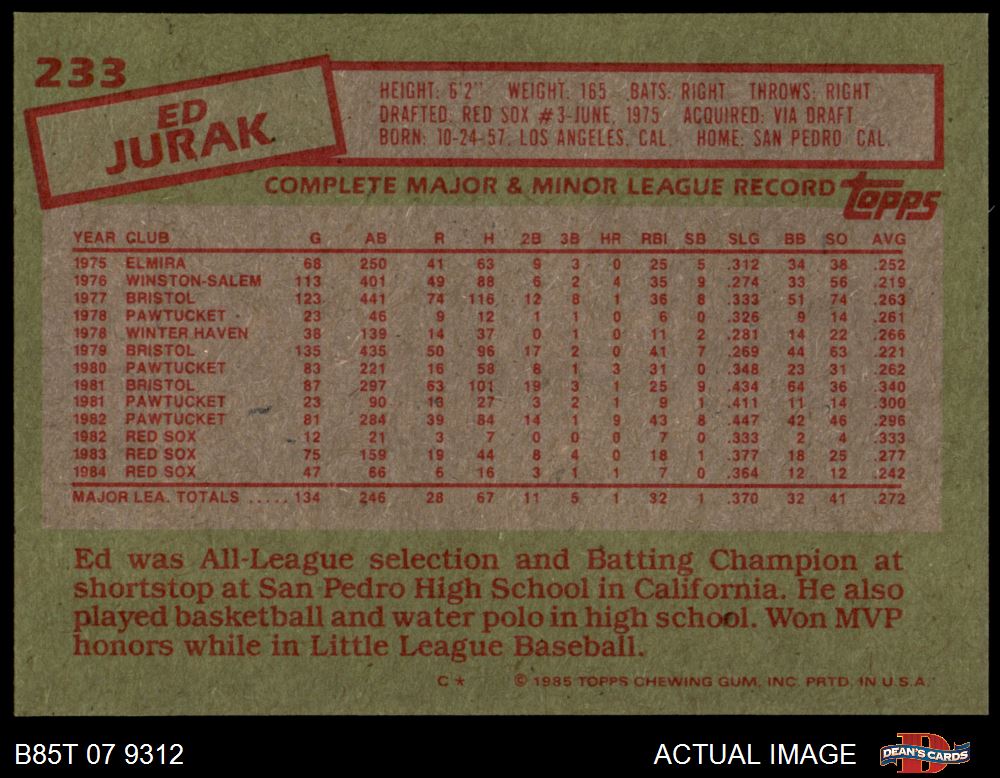 233
ED
JURAK
HEIGHT: 6'2" WEIGHT: 165 BATS: RIGHT THROWS: RIGHT
DRAFTED: RED SOX #3-JUNE, 1975 ACQUIRED: VIA DRAFT
BORN: 10-24-57, LOS ANGELES, CAL. HOME: SAN PEDRO CAL.
COMPLETE MAJOR & MINOR LEAGUE RECORD topps
YEAR CLUB G AB R H 2B 3B HR RBI SB SLG BB SO AVG
1975 ELMIRA 68 250 41 63 9 3 0 25 5 .312 34 38 .252
1976 WINSTON-SALEM 113 401 49 88 6 2 4 35 9 .274 33 56 .219
1977 BRISTOL 123 441 74 116 12 8 1 36 8 .333 51 74 .263
1978 PAWTUCKET 23 46 9 12 1 1 0 6 0 .326 9 14 .261
1978 WINTER HAVEN 38 139 14 37 0 1 0 11 2 .281 14 22 .266
1979 BRISTOL 135 435 50 96 17 2 0 41 7 .269 44 63 .221
1980 PAWTUCKET 83 221 16 58 8 1 3 31 0 .348 23 31 .262
1981 BRISTOL 87 297 63 101 19 3 1 25 9 .434 64 36 .340
1981 PAWTUCKET 23 90 16 27 3 2 1 9 1 .411 11 14 .300
1982 PAWTUCKET 81 284 39 84 14 1 9 43 8 .447 42 46 .296
1982 RED SOX 12 21 3 7 0 0 0 7 0 .333 2 4 .333
1983 RED SOX 75 159 19 44 8 4 0 18 1 .377 18 25 .277
1984 RED SOX 47 66 6 16 3 1 1 7 0 .364 12 12 .242
MAJOR LEA. TOTALS ..... 134 246 28 67 11 5 1 32 1 .370 32 41 .272
Ed was All-League selection and Batting Champion at
shortstop at San Pedro High School in California. He also
played basketball and water polo in high school. Won MVP
honors while in Little League Baseball.
C* © 1985 TOPPS CHEWING GUM, INC. PRTD. IN U.S.A.
B85T 07 9312 ACTUAL IMAGE DEAN'S CARDS